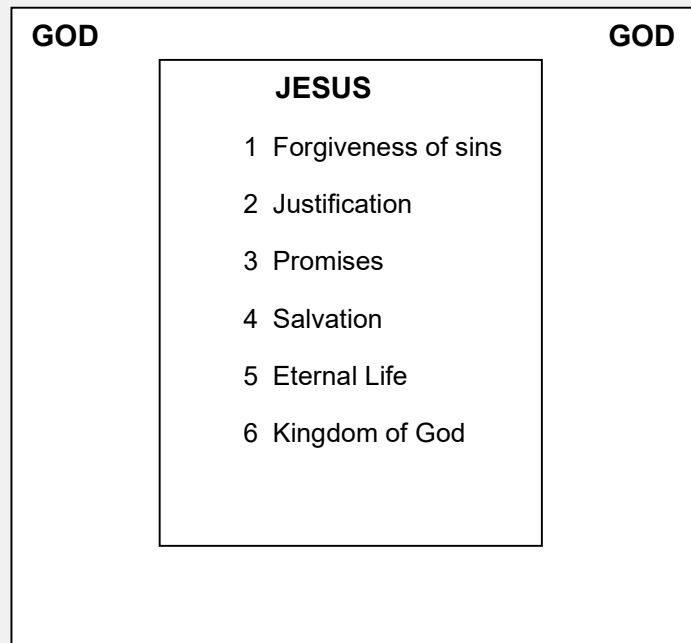 GOD GOD
JESUS
1 Forgiveness of sins
2 Justification
3 Promises
4 Salvation
5 Eternal Life
6 Kingdom of God